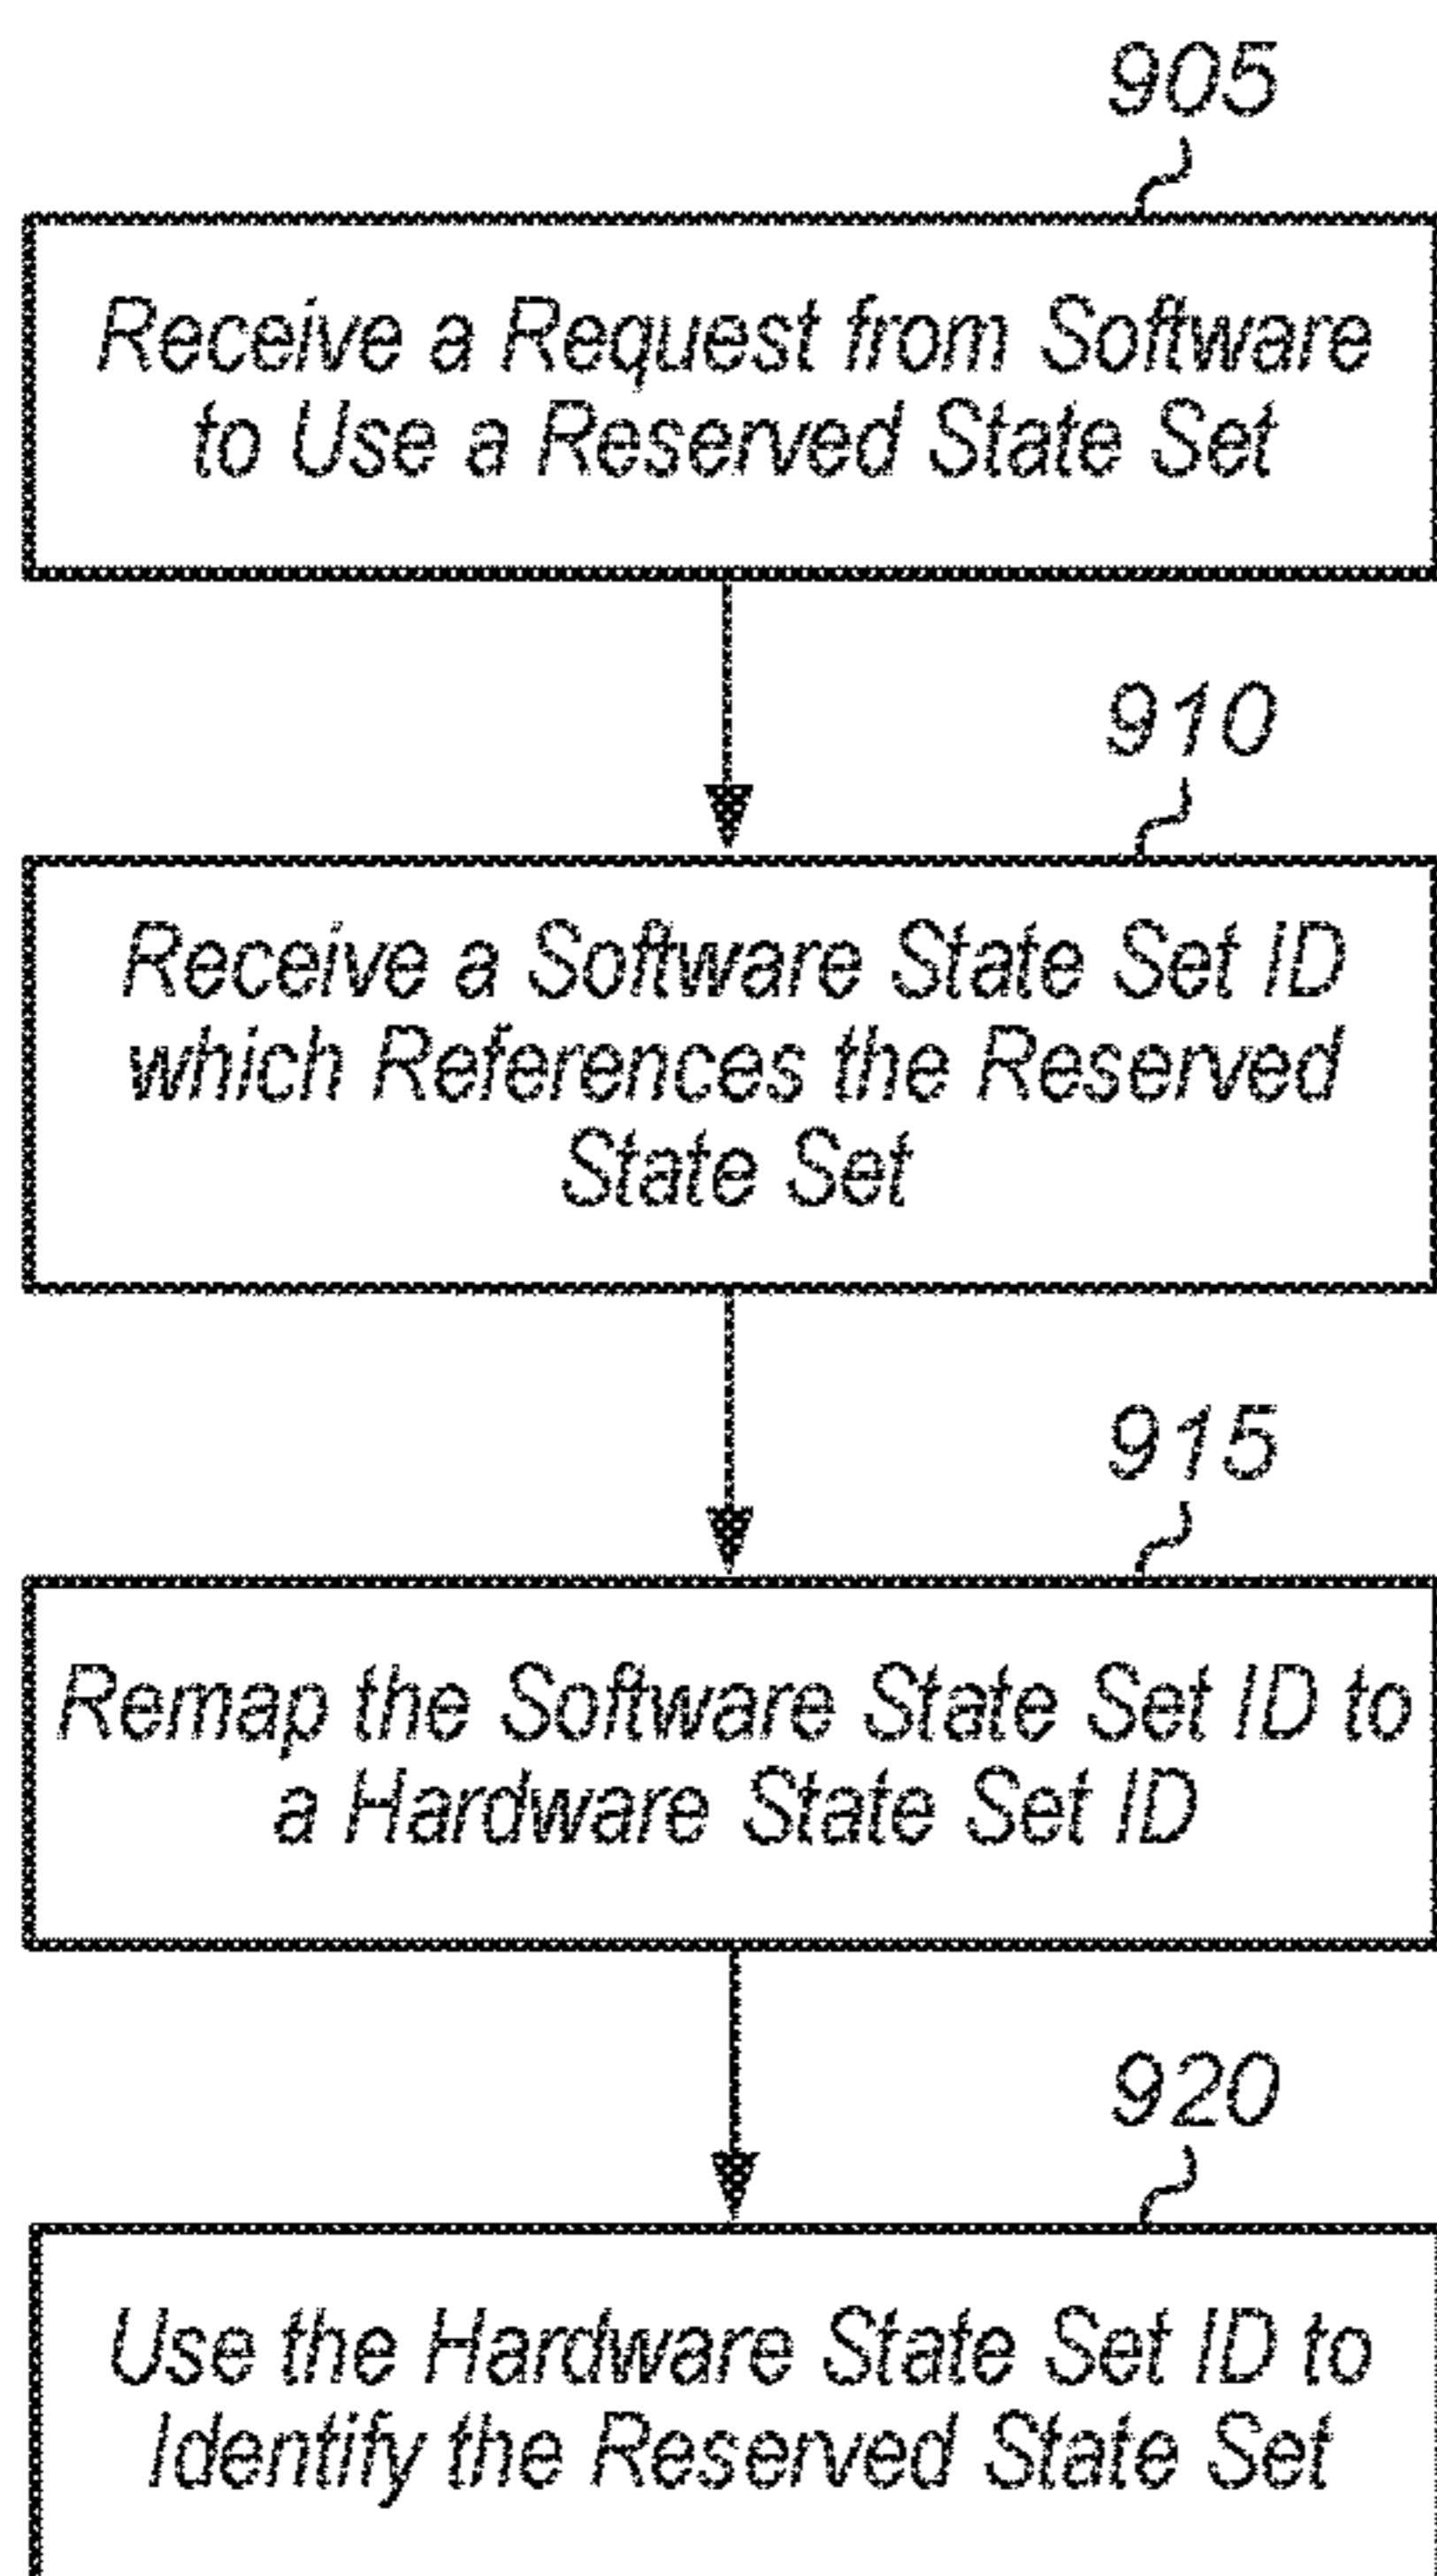 905
Receive a Request from Software
to Use a Reserved State Set
910
Receive a Software State Set ID
which References the Reserved
State Set
915
Remap the Software State Set ID to
a Hardware State Set ID
920
Use the Hardware State Set ID to
Identify the Reserved State Set